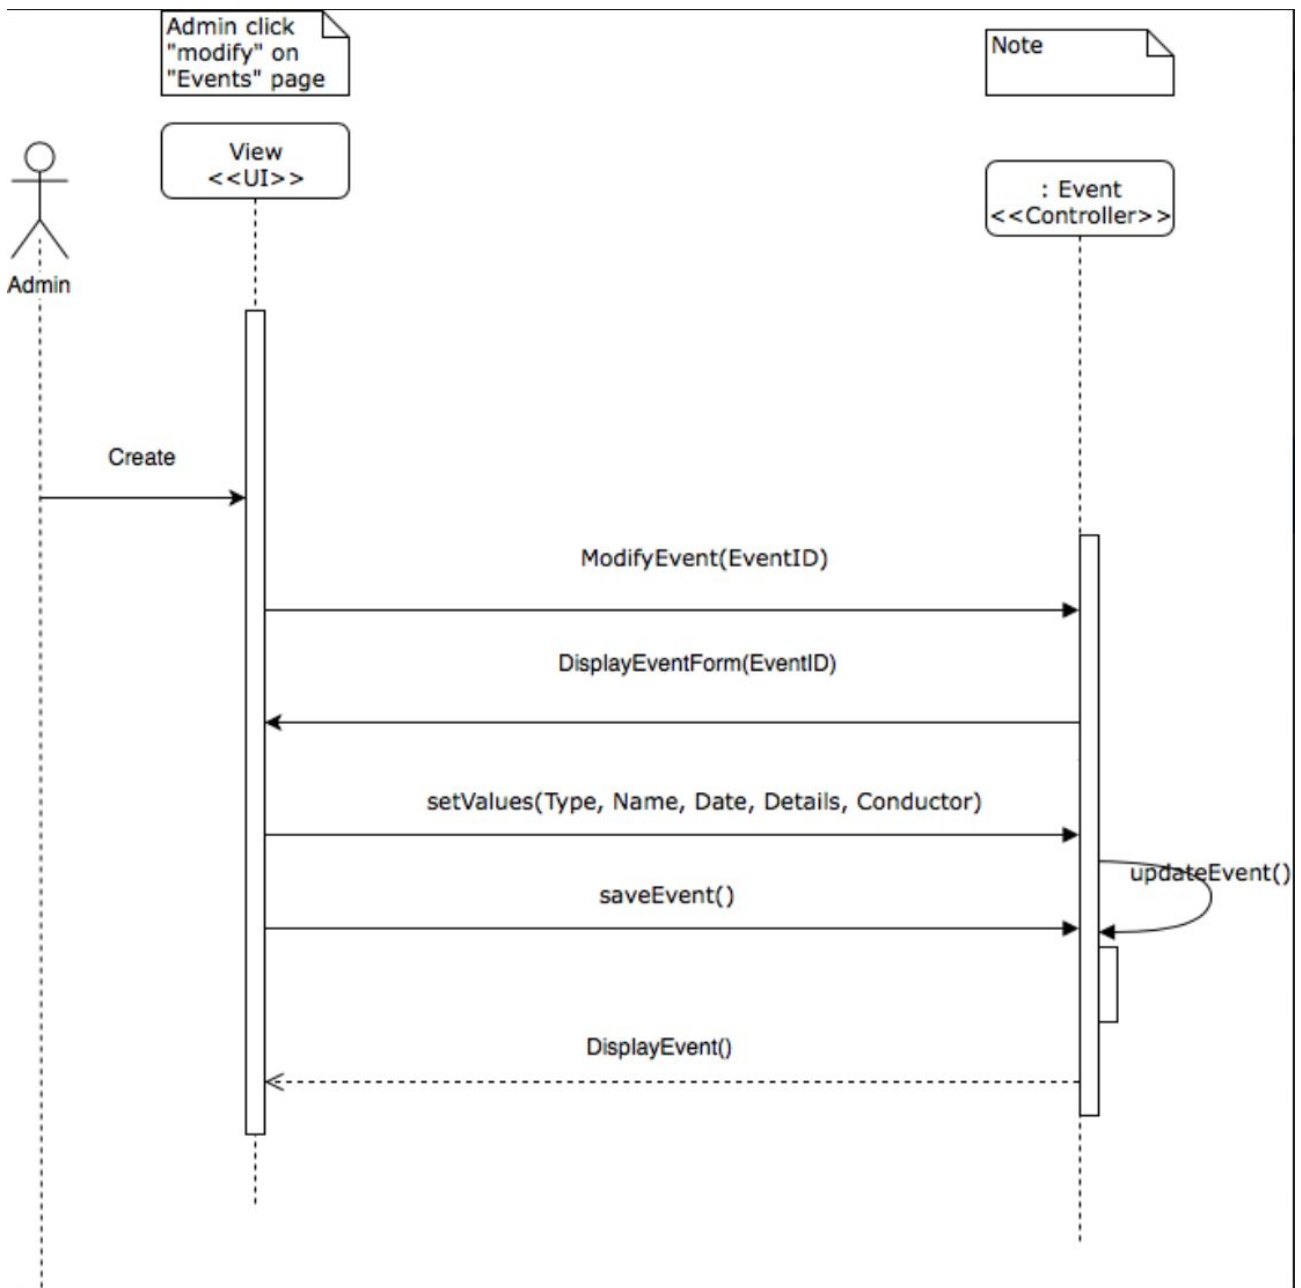 Admin click
"modify" on
"Events" page
Note
View
<<UI>>
: Event
<<Controller>>
Admin
Create
ModifyEvent(EventID)
DisplayEventForm(EventID)
setValues(Type, Name, Date, Details, Conductor)
updateEvent()
saveEvent()
DisplayEvent()